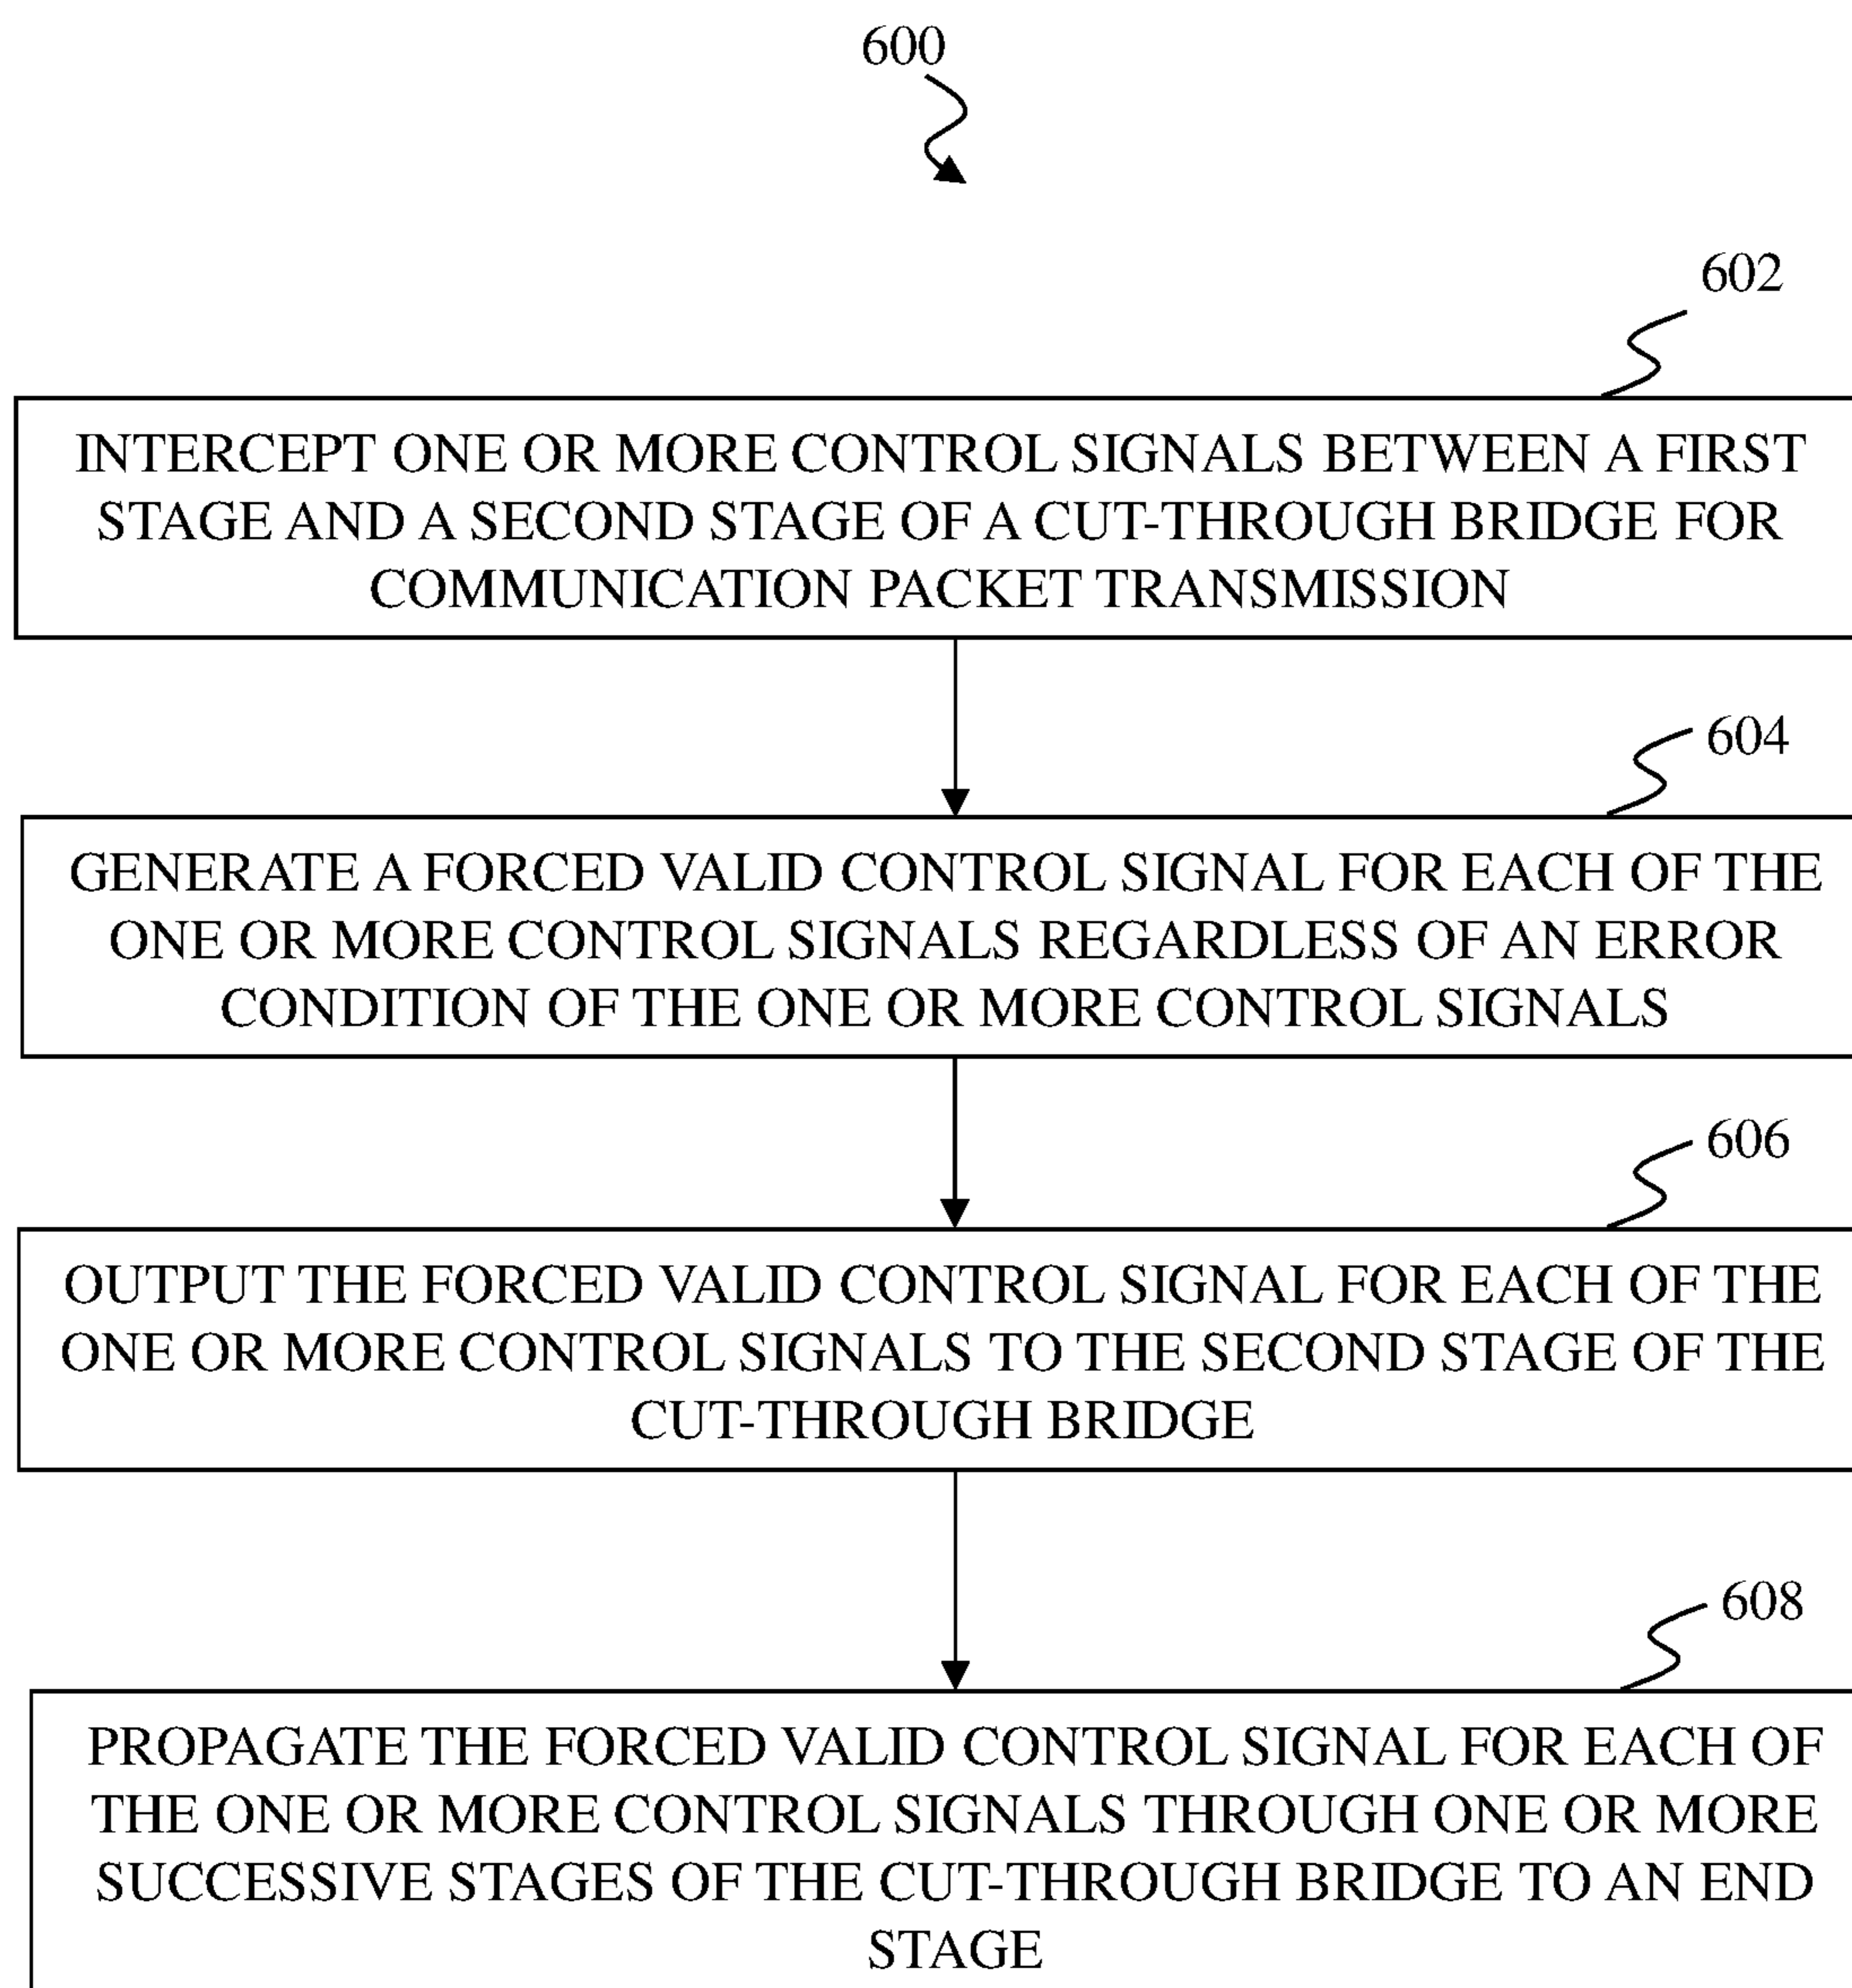 600
602
INTERCEPT ONE OR MORE CONTROL SIGNALS BETWEEN A FIRST
STAGE AND A SECOND STAGE OF A CUT-THROUGH BRIDGE FOR
COMMUNICATION PACKET TRANSMISSION
604
GENERATE A FORCED VALID CONTROL SIGNAL FOR EACH OF THE
ONE OR MORE CONTROL SIGNALS REGARDLESS OF AN ERROR
CONDITION OF THE ONE OR MORE CONTROL SIGNALS
606
OUTPUT THE FORCED VALID CONTROL SIGNAL FOR EACH OF THE
ONE OR MORE CONTROL SIGNALS TO THE SECOND STAGE OF THE
CUT-THROUGH BRIDGE
608
PROPAGATE THE FORCED VALID CONTROL SIGNAL FOR EACH OF
THE ONE OR MORE CONTROL SIGNALS THROUGH ONE OR MORE
SUCCESSIVE STAGES OF THE CUT-THROUGH BRIDGE TO AN END
STAGE